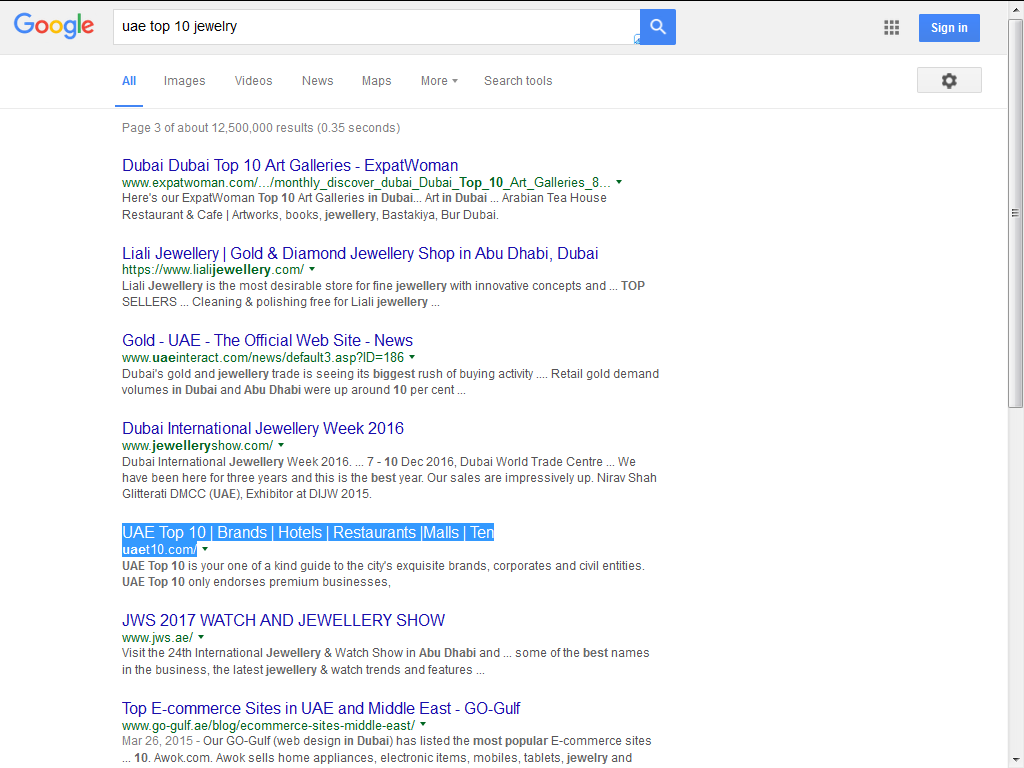 Google
uae top 10 jewelry
Sign in
All Images Videos News Maps More Search tools
Page 3 of about 12,500,000 results (0.35 seconds)
Dubai Dubai Top 10 Art Galleries - ExpatWoman
www.expatwoman.com/.../monthly_discover_dubai_Dubai_Top_10_Art_Galleries_8...
Here's our ExpatWoman Top 10 Art Galleries in Dubai... Art in Dubai ... Arabian Tea House
Restaurant & Cafe | Artworks, books, jewellery, Bastakiya, Bur Dubai.
Liali Jewellery | Gold & Diamond Jewellery Shop in Abu Dhabi, Dubai
https://www.lialijewellery.com/
Liali Jewellery is the most desirable store for fine jewellery with innovative concepts and ... TOP
SELLERS ... Cleaning & polishing free for Liali jewellery ...
Gold - UAE - The Official Web Site - News
www.uaeinteract.com/news/default3.asp?ID=186
Dubai's gold and jewellery trade is seeing its biggest rush of buying activity .... Retail gold demand
volumes in Dubai and Abu Dhabi were up around 10 per cent ...
Dubai International Jewellery Week 2016
www.jewelleryshow.com/
Dubai International Jewellery Week 2016. ... 7 - 10 Dec 2016, Dubai World Trade Centre ... We
have been here for three years and this is the best year. Our sales are impressively up. Nirav Shah
Glitterati DMCC (UAE), Exhibitor at DIJW 2015.
UAE Top 10 | Brands | Hotels | Restaurants |Malls | Ten
uaet10.com/
UAE Top 10 is your one of a kind guide to the city's exquisite brands, corporates and civil entities.
UAE Top 10 only endorses premium businesses,
JWS 2017 WATCH AND JEWELLERY SHOW
www.jws.ae/
Visit the 24th International Jewellery & Watch Show in Abu Dhabi and ... some of the best names
in the business, the latest jewellery & watch trends and features ...
Top E-commerce Sites in UAE and Middle East - GO-Gulf
www.go-gulf.ae/blog/ecommerce-sites-middle-east/
Mar 26, 2015 - Our GO-Gulf (web design in Dubai) has listed the most popular E-commerce sites
... 10. Awok.com. Awok sells home appliances, electronic items, mobiles, tablets, jewelry and